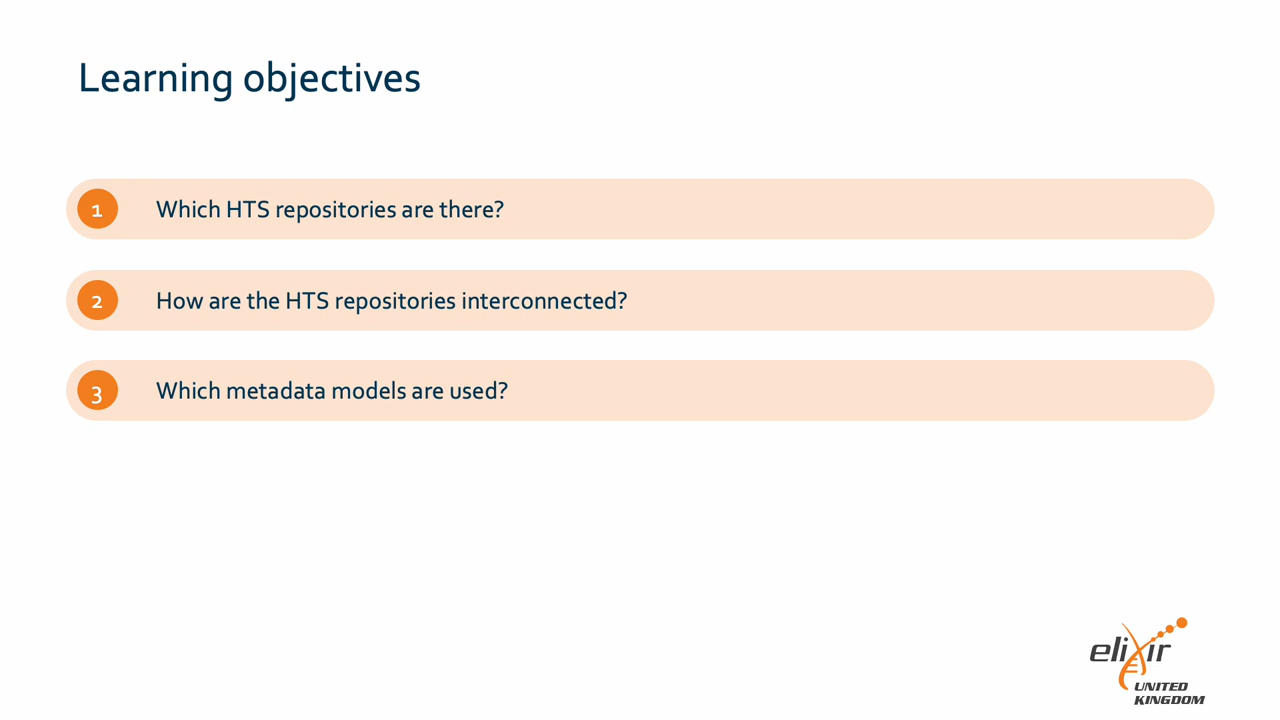 Learning objectives
1 Which HTS repositories are there?
2 How are the HTS repositories interconnected?
3 Which metadata models are used?
elixir
UNITED
KINGDOM